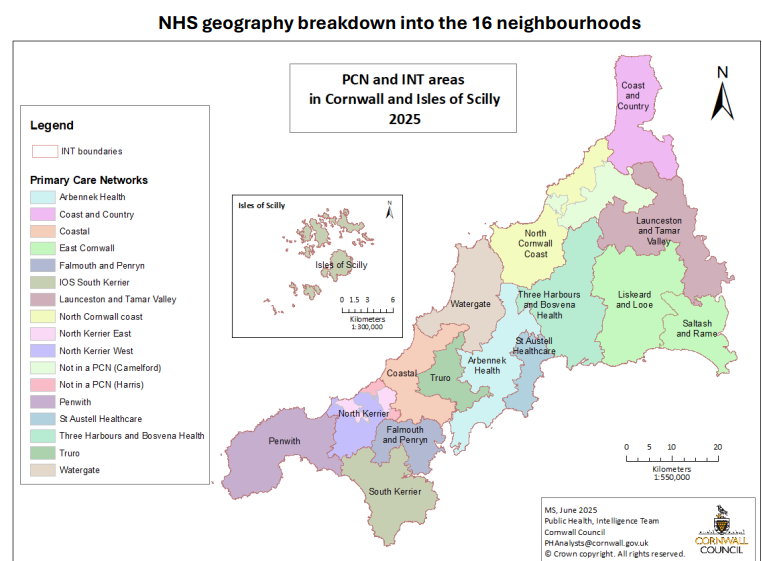 NHS geography breakdown into the 16 neighbourhoods
PCN and INT areas
in Cornwall and Isles of Scilly
2025
N
Legend
INT boundaries
Primary Care Networks
Arbennek Health
Coast and Country
Coastal
East Cornwall
Falmouth and Penryn
IOS South Kerrier
Launceston and Tamar Valley
North Cornwall coast
North Kerrier East
North Kerrier West
Not in a PCN (Camelford)
Not in a PCN (Harris)
Penwith
St Austell Healthcare
Three Harbours and Bosvena Health
Truro
Watergate
Isles of Scilly
N
Isles of Scilly
0 1.5 3 6
Kilometers
1:300,000
Coast
and
Country
Launceston
and Tamar
Valley
North
Cornwall
Coast
Watergate
Three Harbours
and Bosvena
Health
Liskeard
and Looe
Saltash
and Rame
St Austell
Healthcare
Arbennek
Health
Coastal
Truro
North Kerrier
Falmouth
and Penryn
Penwith
South Kerrier
0 5 10 20
Kilometers
1:550,000
MS, June 2025
Public Health, Intelligence Team
Cornwall Council
PHAnalysts@cornwall.gov.uk
© Crown copyright. All rights reserved.
CORNWALL
COUNCIL